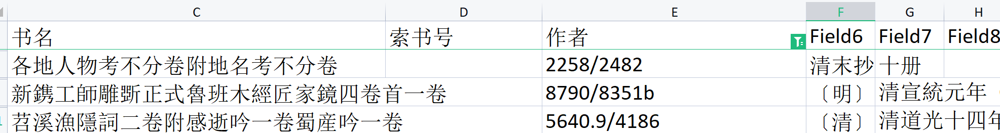 C D E F G H
书名 索书号 作者 Field6 Field7 Field8
各地人物考不分卷附地名考不分卷 2258/2482 清末抄 十册
新鐫工師雕斲正式魯班木經匠家鏡四卷首一卷 8790/8351b 〔明〕 清宣統元年
苕溪漁隱詞二卷附感逝吟一卷蜀産吟一卷 5640.9/4186 〔清〕 清道光十四年